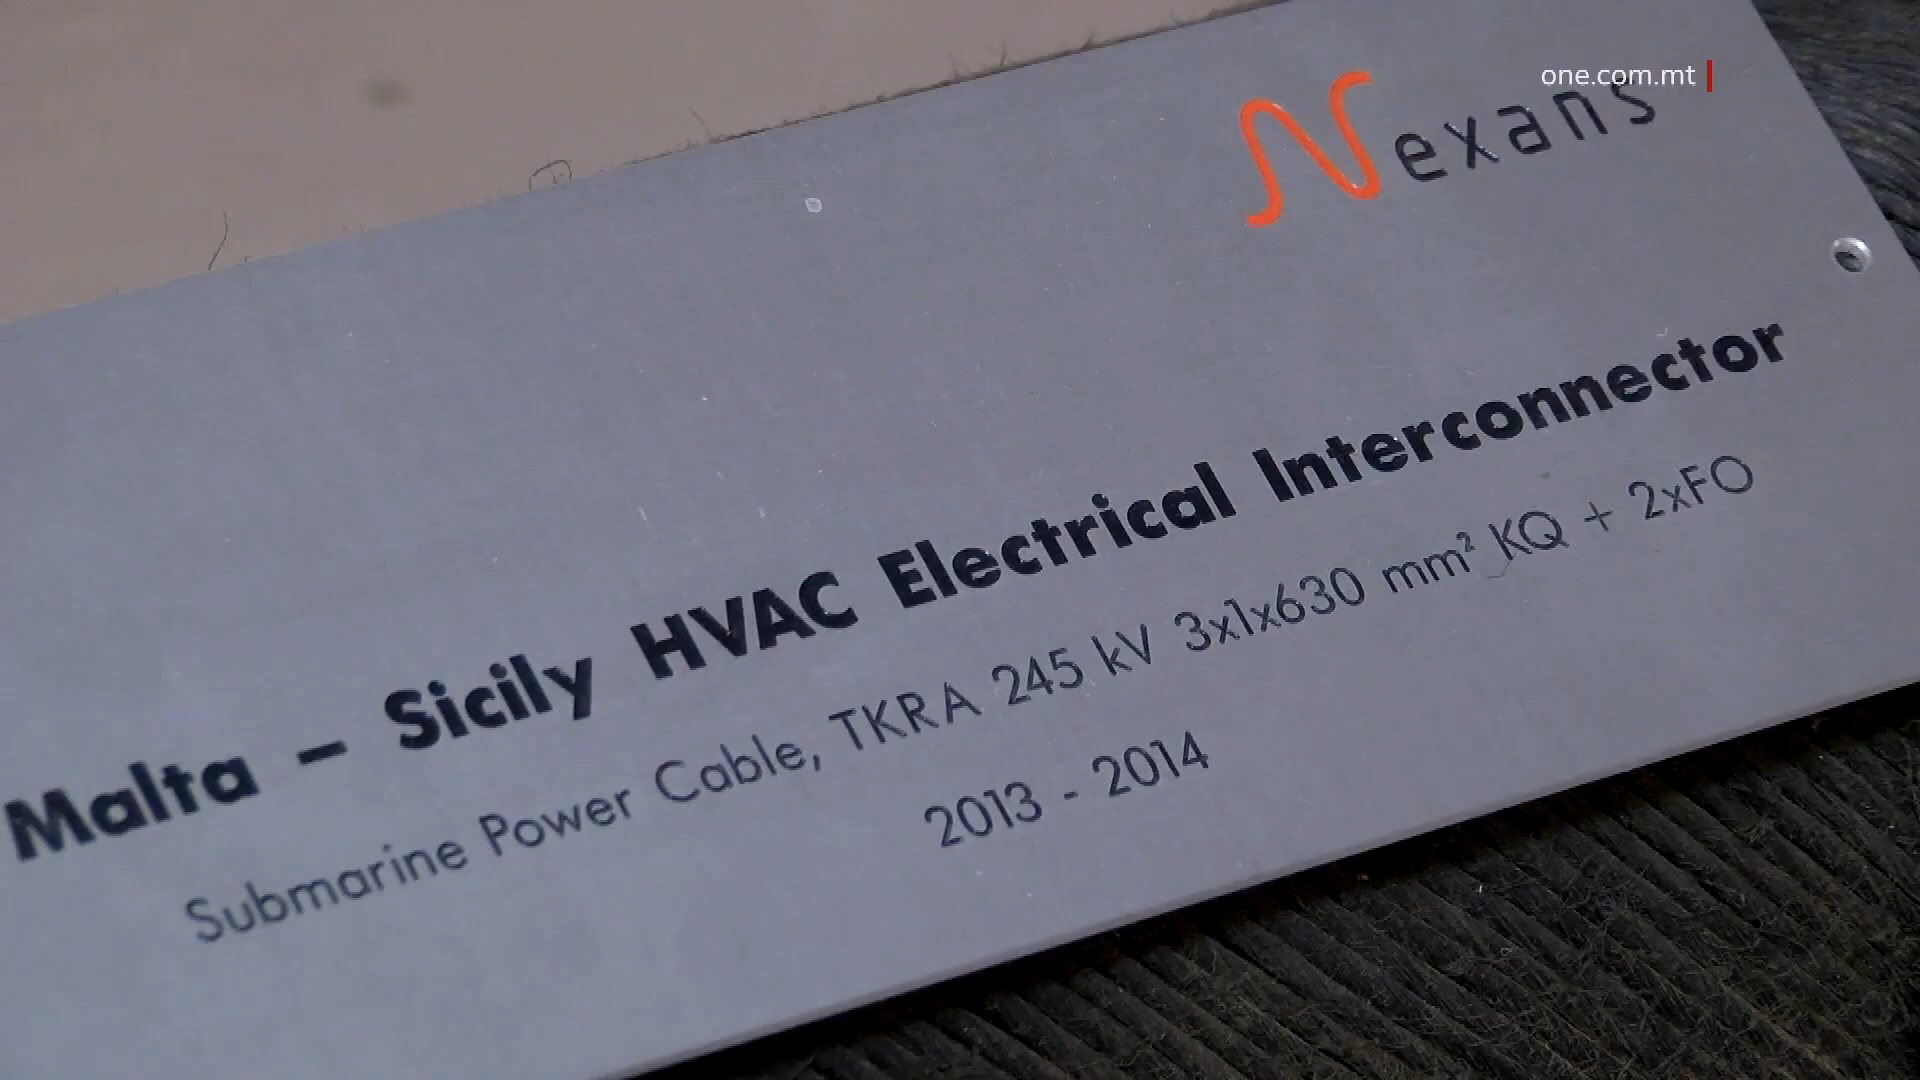 one.com.mt
Nexans
Malta – Sicily HVAC Electrical Interconnector
Submarine Power Cable, TKRA 245 kV 3x1x630 mm² KQ + 2xFO
2013 - 2014